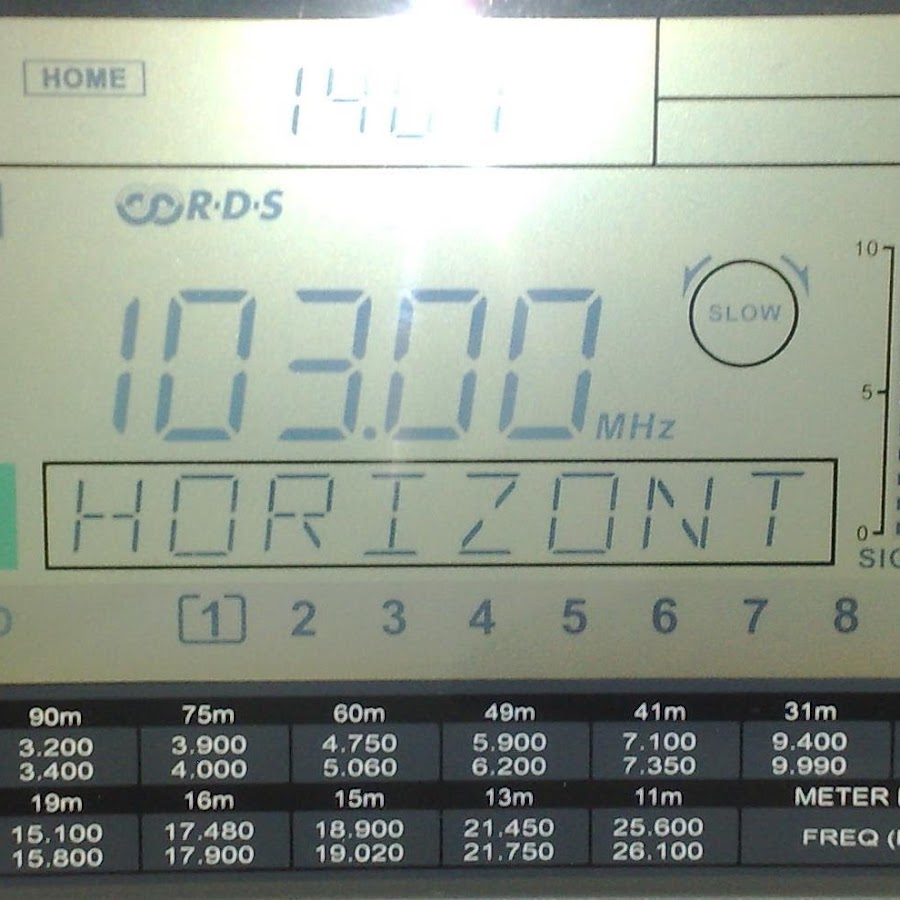 HOME
R·D·S
103.00 MHz
SLOW
10
5
0
HORIZONT
1 2 3 4 5 6 7 8
90m 75m 60m 49m 41m 31m
3.200 3.900 4.750 5.900 7.100 9.400
3.400 4.000 5.060 6.200 7.350 9.990
19m 16m 15m 13m 11m METER
15.100 17.480 18.900 21.450 25.600 FREQ
15.800 17.900 19.020 21.750 26.100